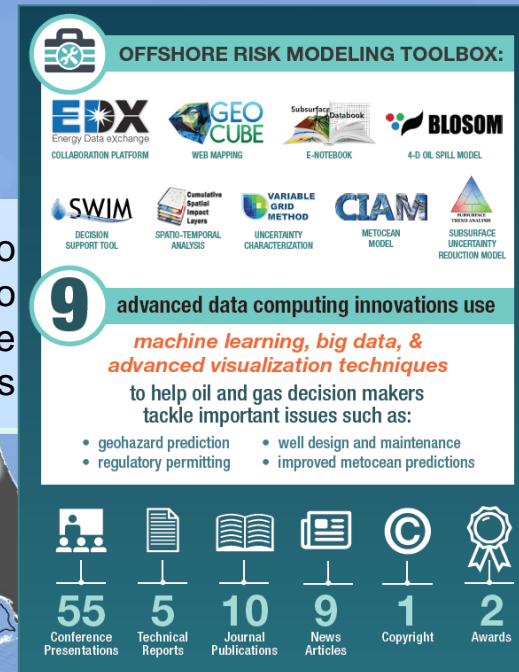 OFFSHORE RISK MODELING TOOLBOX:
EDX
Energy Data eXchange
COLLABORATION PLATFORM
GEO
CUBE
WEB MAPPING
Subsurface
Databook
E-NOTEBOOK
BLOSOM
4-D OIL SPILL MODEL
SWIM
DECISION
SUPPORT TOOL
Cumulative
Spatial
Impact
Layers
SPATIO-TEMPORAL
ANALYSIS
VARIABLE
GRID
METHOD
UNCERTAINTY
CHARACTERIZATION
CIAM
METOCEAN
MODEL
SUBSURFACE
TREND ANALYSIS
SUBSURFACE
UNCERTAINTY
REDUCTION MODEL
o
o
e
s
9
advanced data computing innovations use
machine learning, big data, &
advanced visualization techniques
to help oil and gas decision makers
tackle important issues such as:
• geohazard prediction
• regulatory permitting
• well design and maintenance
• improved metocean predictions
©
55
Conference
Presentations
5
Technical
Reports
10
Journal
Publications
9
News
Articles
1
Copyright
2
Awards